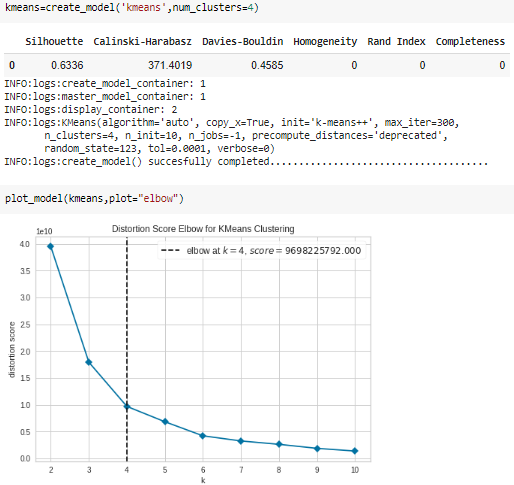 kmeans=create_model('kmeans',num_clusters=4)
Silhouette Calinski-Harabasz Davies-Bouldin Homogeneity Rand Index Completeness
0 0.6336 371.4019 0.4585 0 0 0
INFO:logs:create_model_container: 1
INFO:logs:master_model_container: 1
INFO:logs:display_container: 2
INFO:logs:KMeans(algorithm='auto', copy_x=True, init='k-means++', max_iter=300,
n_clusters=4, n_init=10, n_jobs=-1, precompute_distances='deprecated',
random_state=123, tol=0.0001, verbose=0)
INFO:logs:create_model() succesfully completed......................................
plot_model(kmeans,plot="elbow")
Distortion Score Elbow for KMeans Clustering
1e10
elbow at k = 4, score = 9698225792.000
4.0
3.5
3.0
2.5
2.0
1.5
1.0
0.5
0.0
distortion score
2 3 4 5 6 7 8 9 10
k